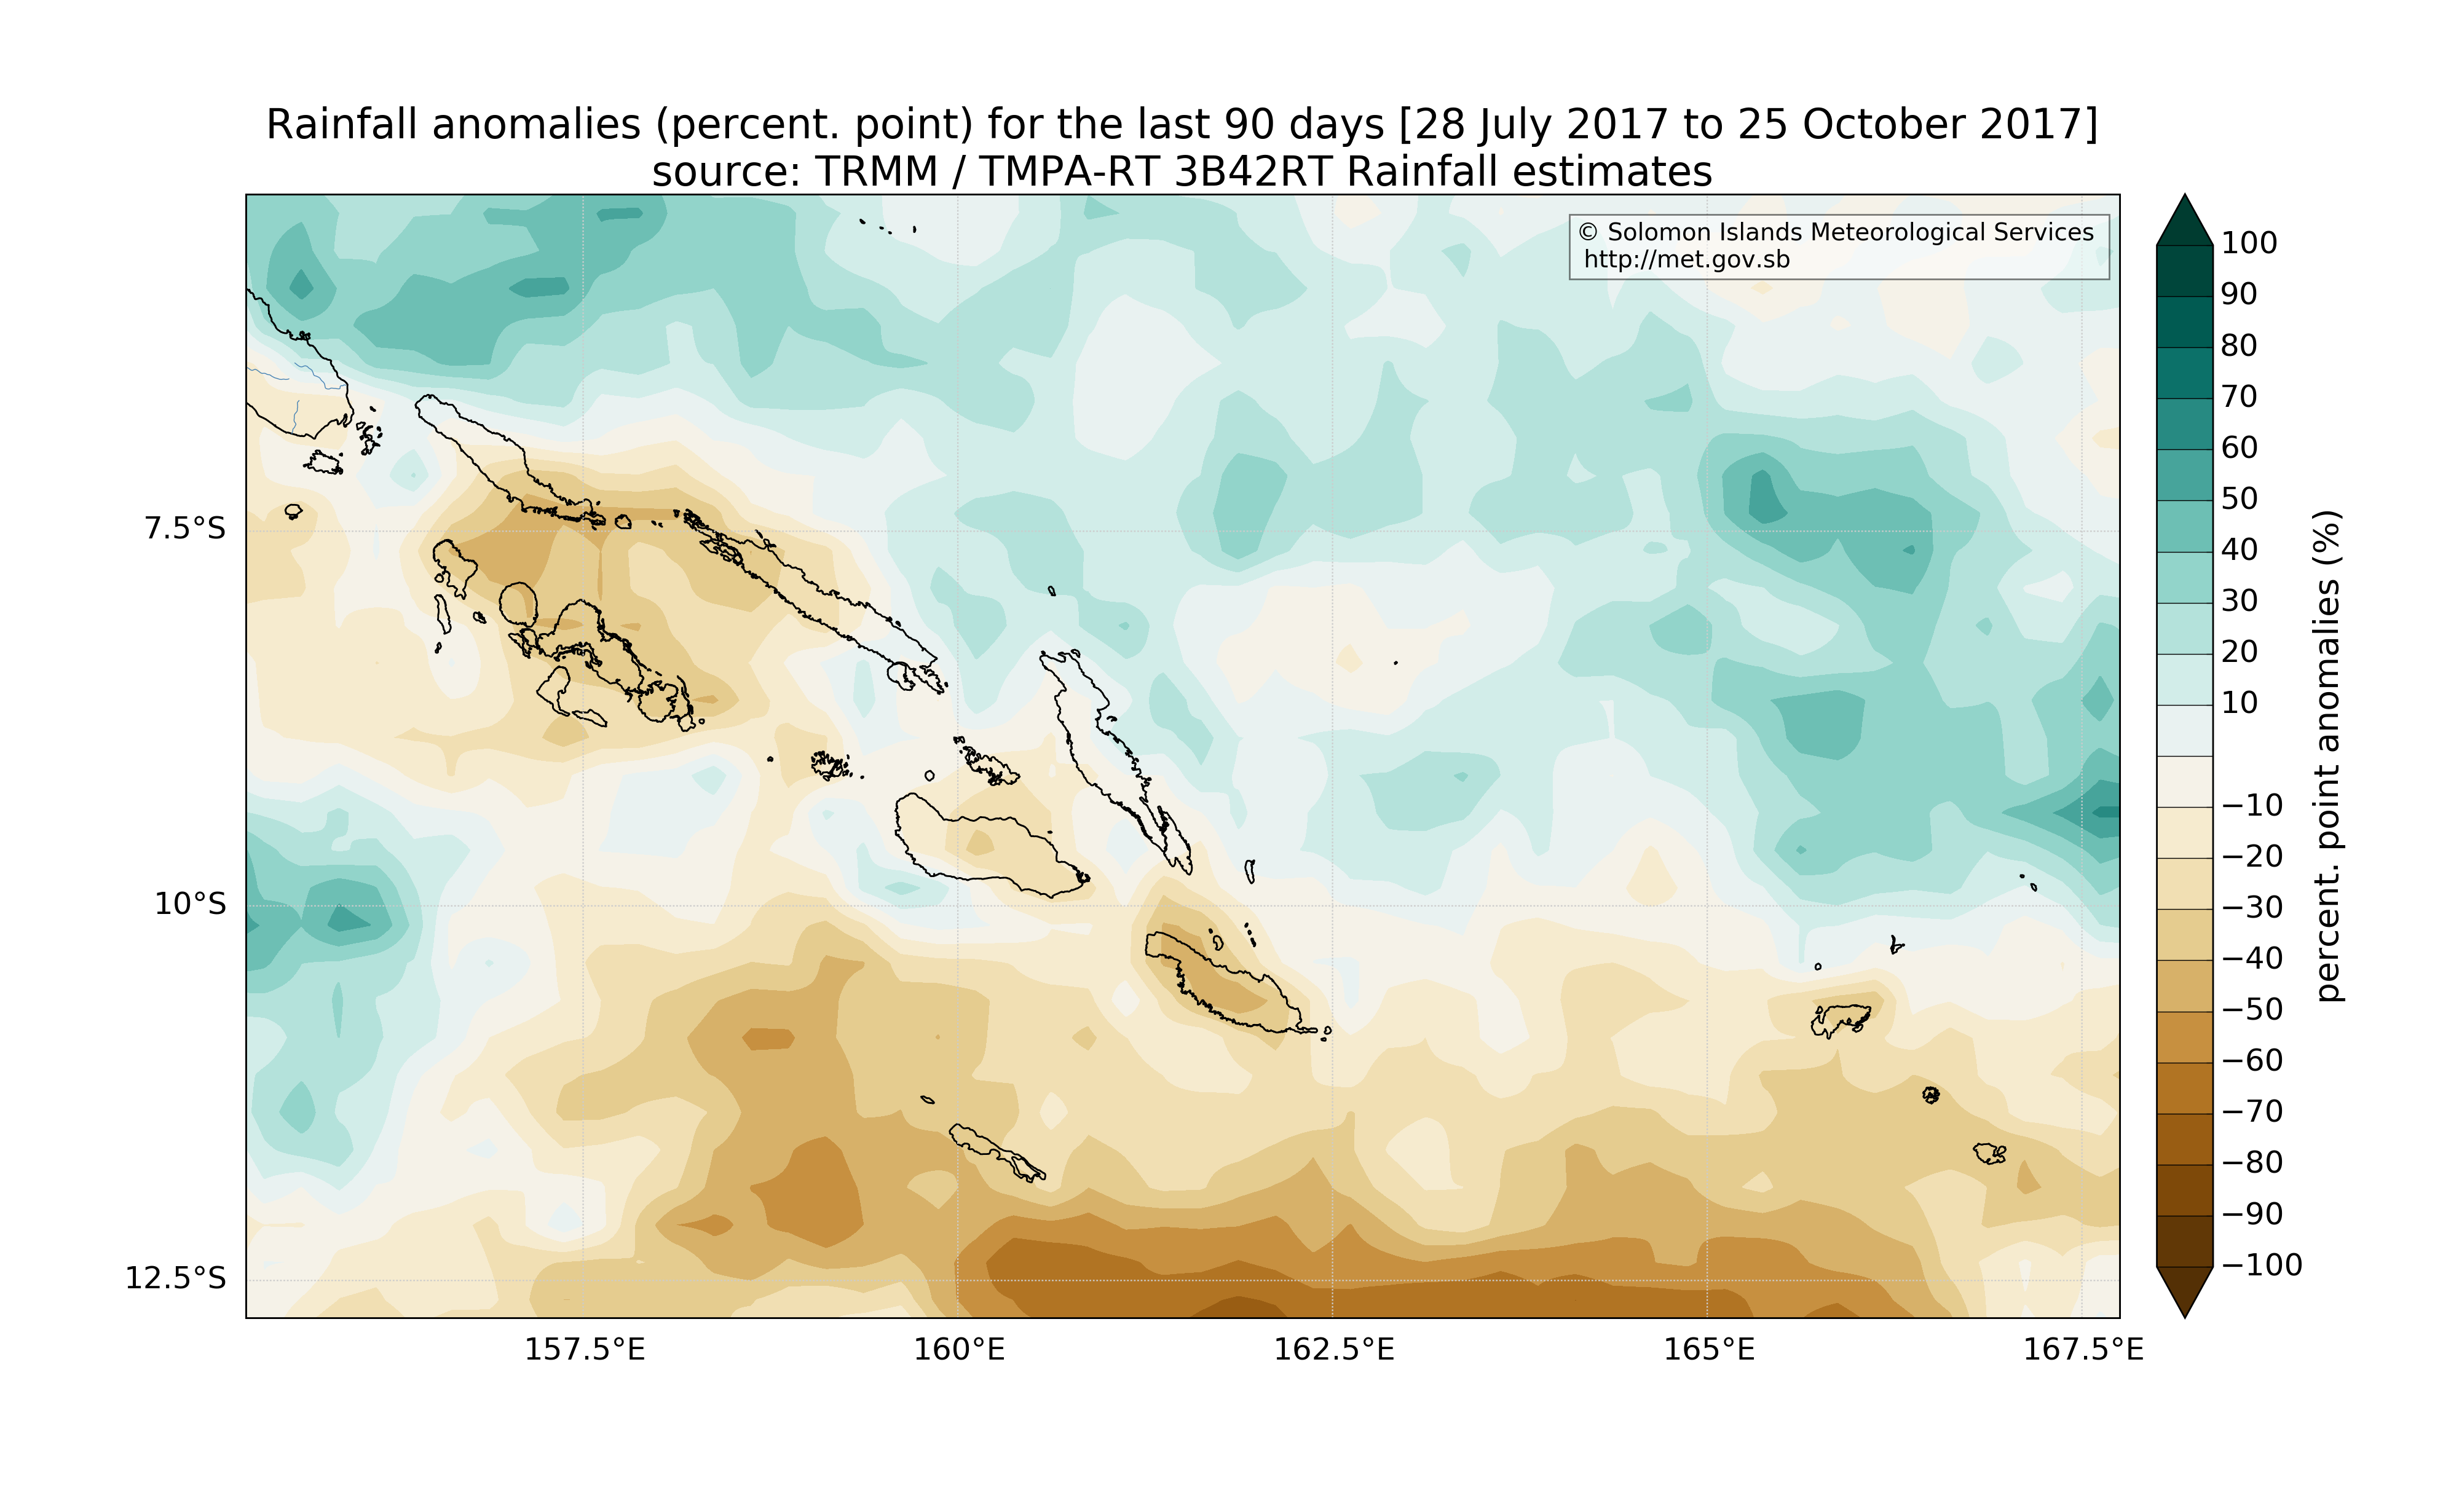 Rainfall anomalies (percent. point) for the last 90 days [28 July 2017 to 25 October 2017]
source: TRMM / TMPA-RT 3B42RT Rainfall estimates
© Solomon Islands Meteorological Services
http://met.gov.sb
7.5°S
10°S
12.5°S
157.5°E
160°E
162.5°E
165°E
167.5°E
100
90
80
70
60
50
40
30
20
10
−10
−20
−30
−40
−50
−60
−70
−80
−90
−100
percent. point anomalies (%)